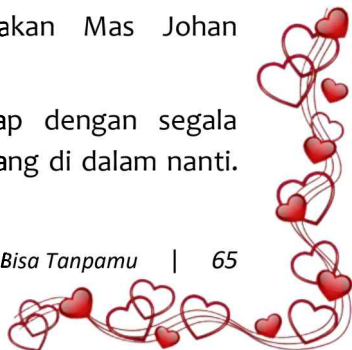 akan Mas Johan
ap dengan segala
ang di dalam nanti.
Bisa Tanpamu | 65